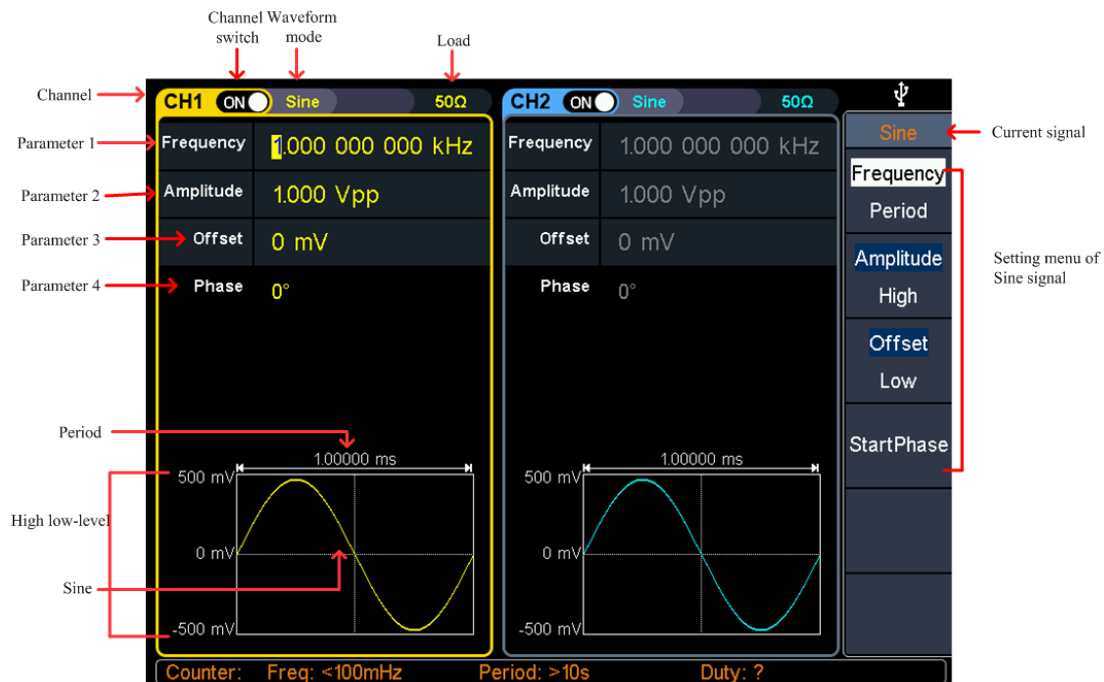 Channel Waveform
switch mode
Load
Channel
CH1 ON Sine 50Ω
CH2 ON Sine 50Ω
Sine
Current signal
Parameter 1
Frequency 1.000 000 000 kHz
Frequency 1.000 000 000 kHz
Frequency
Period
Parameter 2
Amplitude 1.000 Vpp
Amplitude 1.000 Vpp
Parameter 3
Offset 0 mV
Offset 0 mV
Amplitude
High
Setting menu of
Sine signal
Parameter 4
Phase 0°
Phase 0°
Offset
Low
StartPhase
Period
1.00000 ms
1.00000 ms
500 mV
500 mV
High low-level
0 mV
0 mV
Sine
-500 mV
-500 mV
Counter: Freq: <100mHz Period: >10s Duty: ?